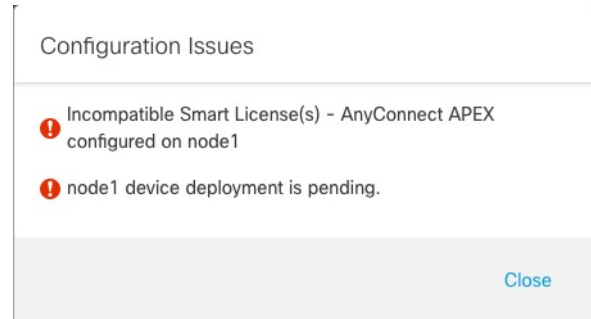 Configuration Issues
Incompatible Smart License(s) - AnyConnect APEX
configured on node1
node1 device deployment is pending.
Close